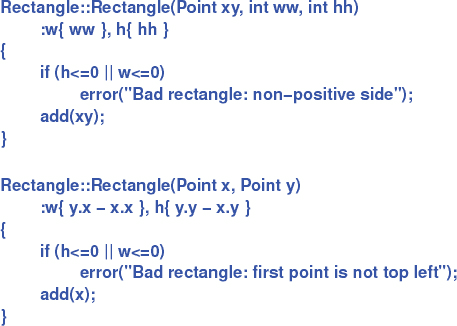 Rectangle::Rectangle(Point xy, int ww, int hh)
:w{ ww }, h{ hh }
{
if (h<=0 || w<=0)
error("Bad rectangle: non−positive side");
add(xy);
}
Rectangle::Rectangle(Point x, Point y)
:w{ y.x − x.x }, h{ y.y − x.y }
{
if (h<=0 || w<=0)
error("Bad rectangle: first point is not top left");
add(x);
}